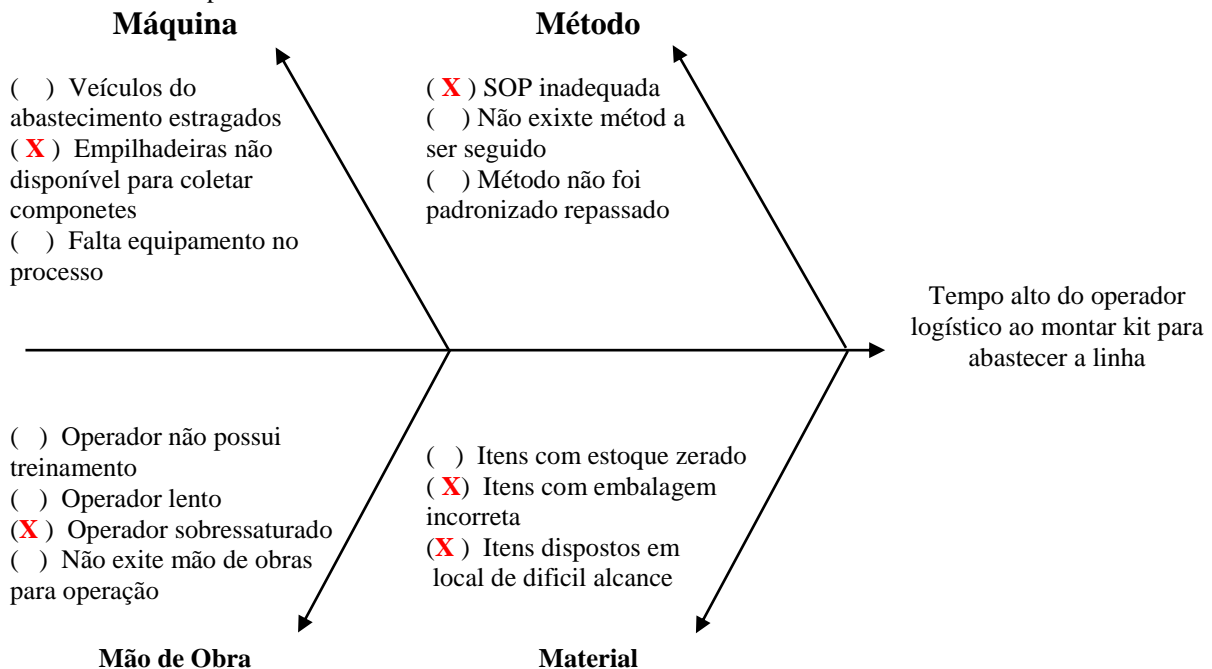 Máquina
( ) Veículos do
abastecimento estragados
( X ) Empilhadeiras não
disponível para coletar
componetes
( ) Falta equipamento no
processo
Método
( X ) SOP inadequada
( ) Não exixte métod a
ser seguido
( ) Método não foi
padronizado repassado
Tempo alto do operador
logístico ao montar kit para
abastecer a linha
( ) Operador não possui
treinamento
( ) Operador lento
(X ) Operador sobressaturado
( ) Não exite mão de obras
para operação
Mão de Obra
( ) Itens com estoque zerado
( X) Itens com embalagem
incorreta
(X ) Itens dispostos em
local de dificil alcance
Material